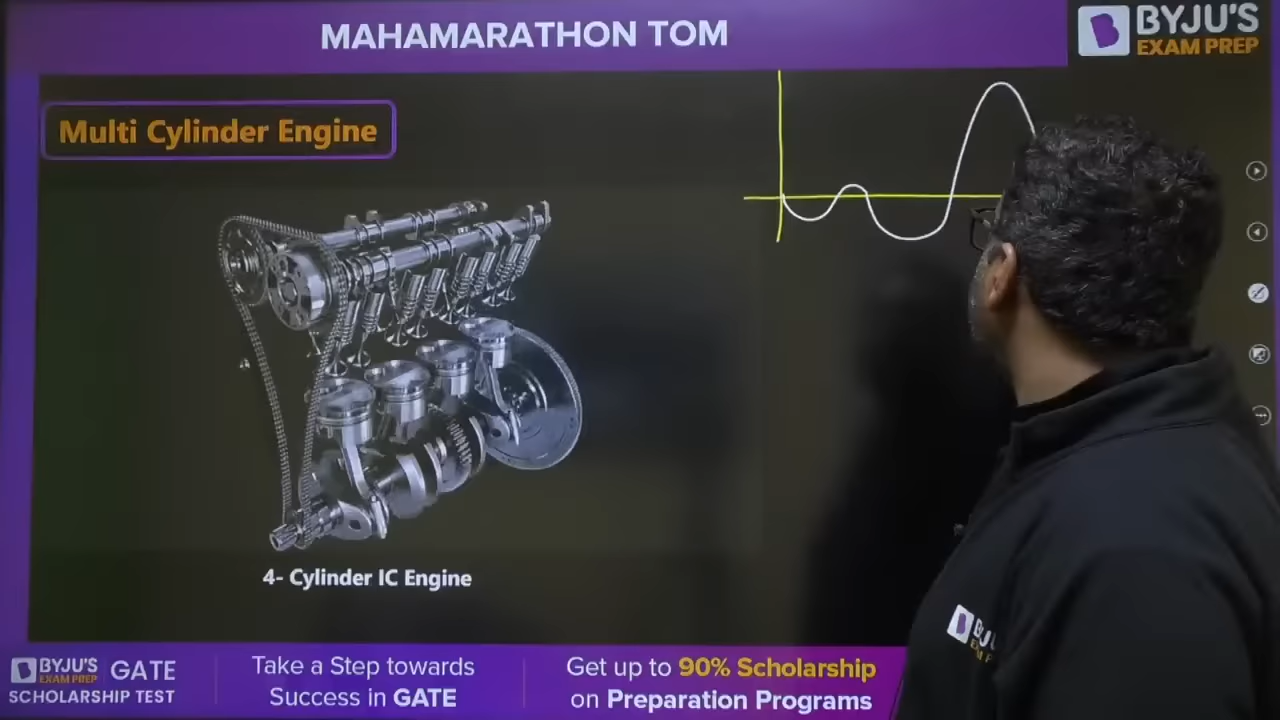 MAHAMARATHON TOM
BYJU'S
EXAM PREP
Multi Cylinder Engine
4- Cylinder IC Engine
BYJU'S
EXAM PREP
GATE
SCHOLARSHIP TEST
Take a Step towards
Success in GATE
Get up to 90% Scholarship
on Preparation Programs